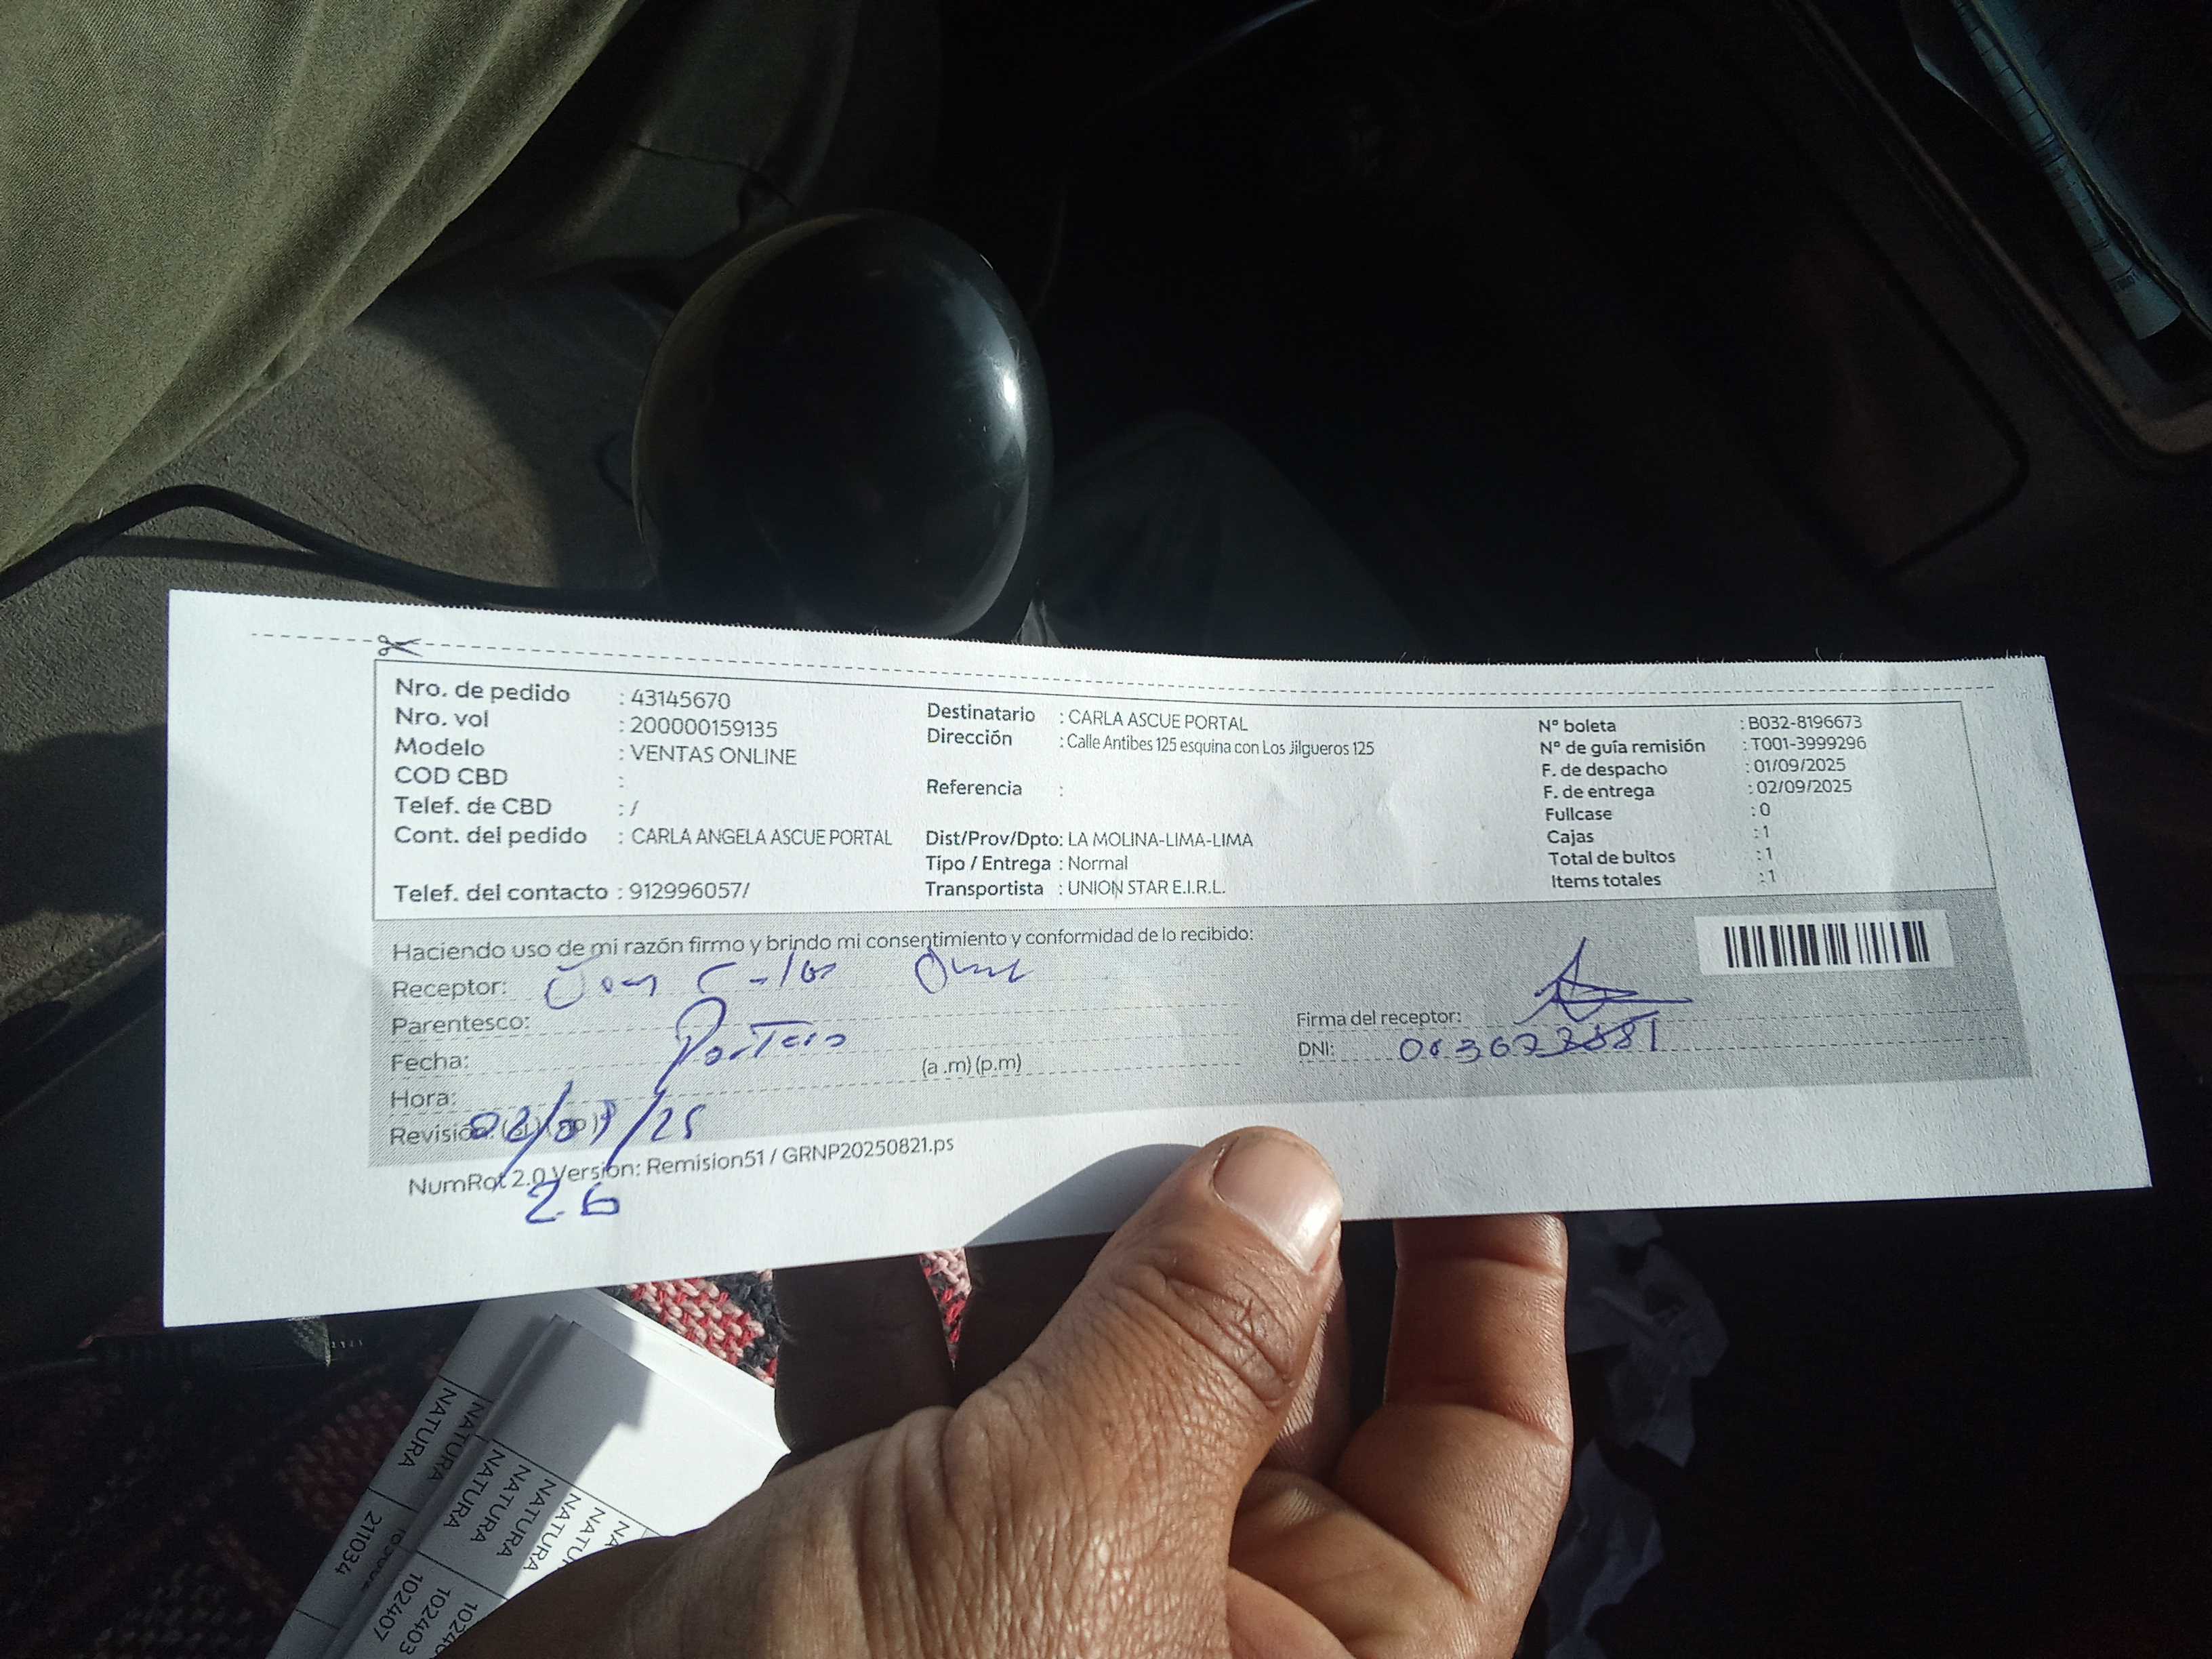 Nro. de pedido : 43145670
Nro. vol : 200000159135
Modelo : VENTAS ONLINE
COD CBD :
Telef. de CBD : /
Cont. del pedido : CARLA ANGELA ASCUE PORTAL
Telef. del contacto : 912996057/
Destinatario : CARLA ASCUE PORTAL
Dirección : Calle Antibes 125 esquina con Los Jilgueros 125
Referencia :
Dist/Prov/Dpto: LA MOLINA-LIMA-LIMA
Tipo / Entrega : Normal
Transportista : UNION STAR E.I.R.L.
N° boleta : B032-8196673
N° de guía remisión : T001-3999296
F. de despacho : 01/09/2025
F. de entrega : 02/09/2025
Fullcase : 0
Cajas : 1
Total de bultos : 1
Items totales : 1
Haciendo uso de mi razón firmo y brindo mi consentimiento y conformidad de lo recibido:
Receptor:
Parentesco: Portero
Fecha: (a .m) (p.m)
Hora:
02/09/25
Revisión:
NumRot 2.0 Version: Remision51 / GRNP20250821.ps
26
Firma del receptor:
DNI:
NATURA
NATURA
NATURA
NATURA
NATURA
211034
102407
102403